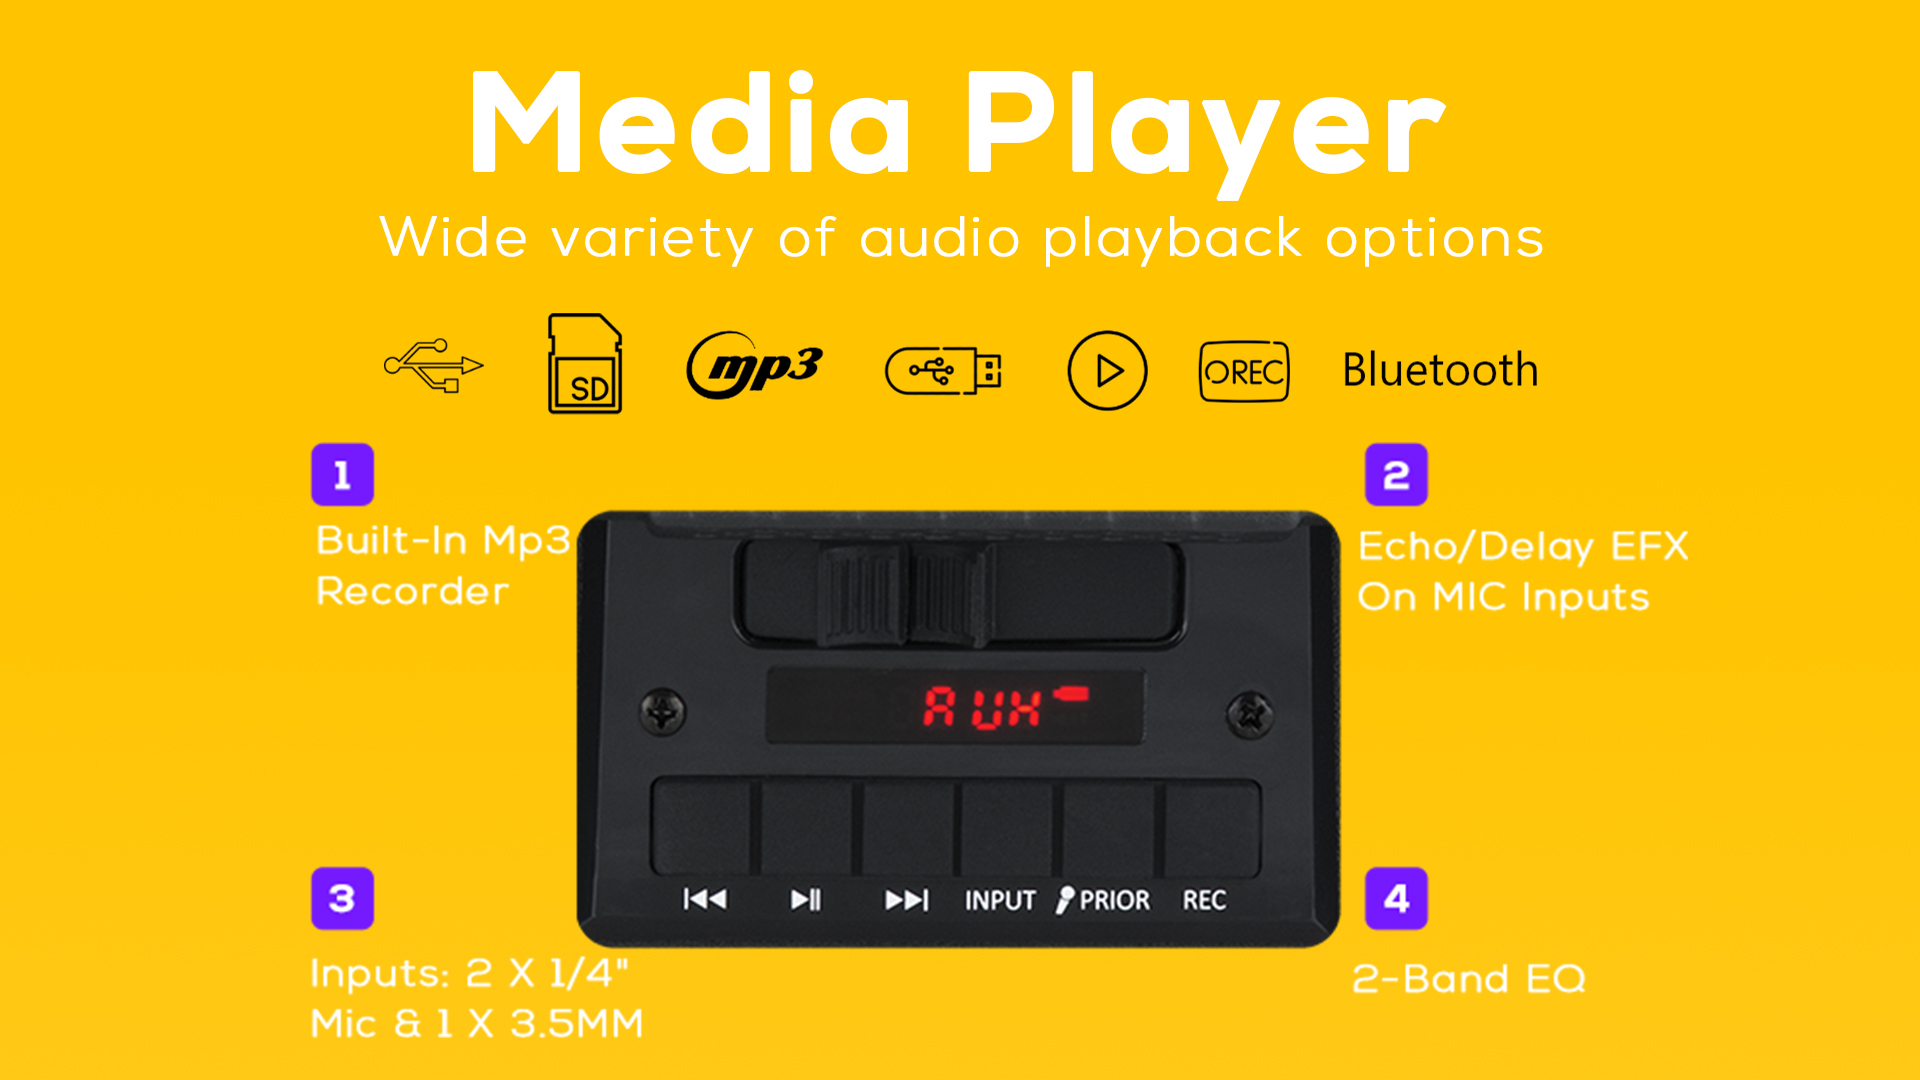 Media Player
Wide variety of audio playback options
SD
mp3
REC
Bluetooth
1
Built-In Mp3
Recorder
2
Echo/Delay EFX
On MIC Inputs
AUX
INPUT PRIOR REC
3
Inputs: 2 X 1/4"
Mic & 1 X 3.5MM
4
2-Band EQ